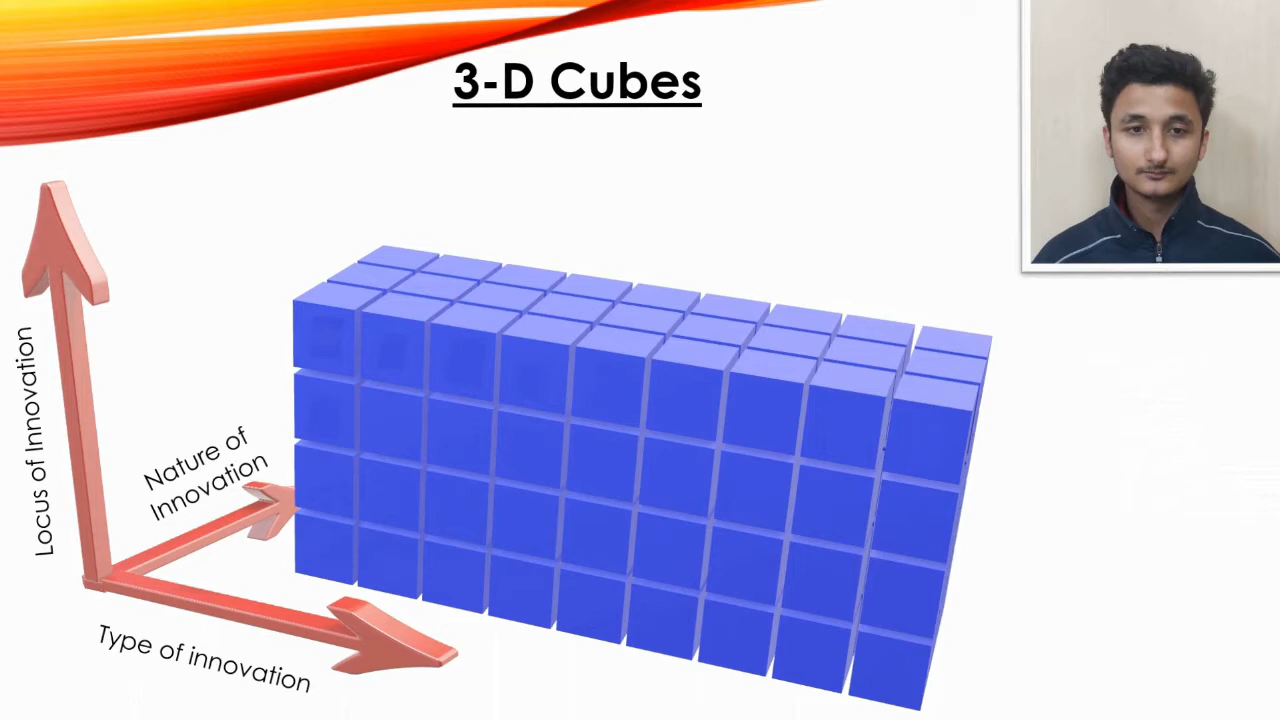 3-D Cubes
Locus of Innovation
Nature of
Innovation
Type of innovation